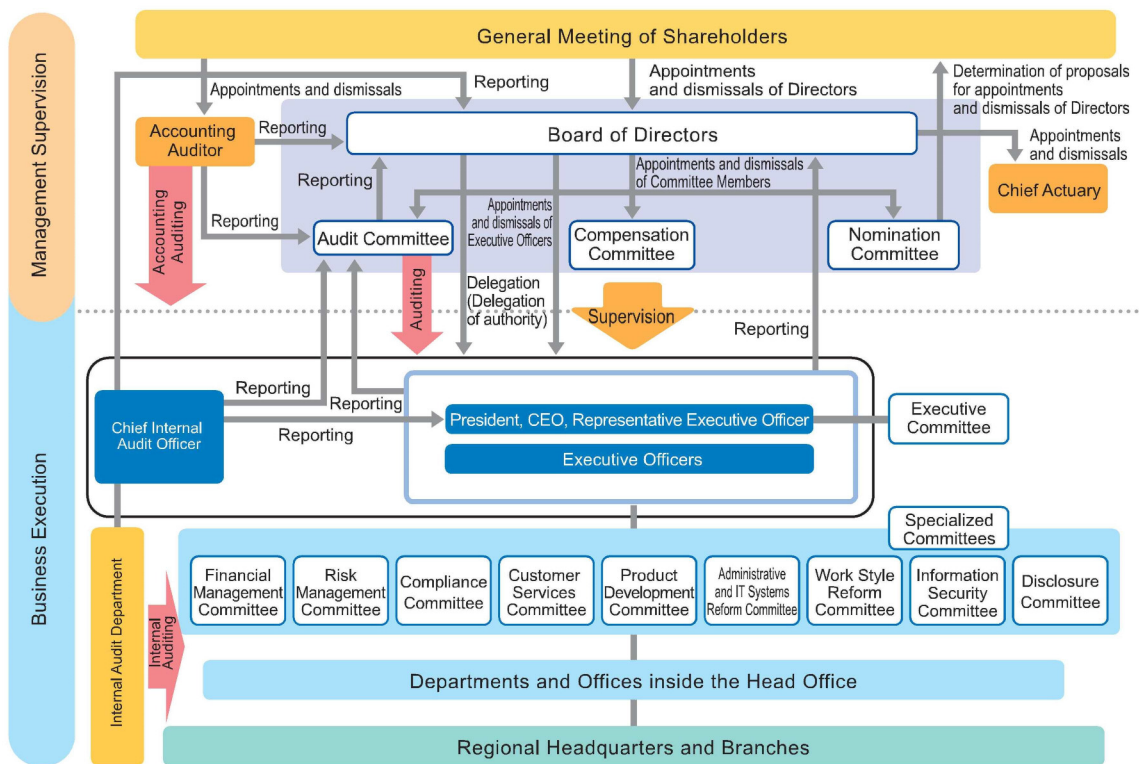 General Meeting of Shareholders
Management Supervision
Business Execution
Appointments and dismissals
Reporting
Appointments
and dismissals of Directors
Determination of proposals
for appointments
and dismissals of Directors
Accounting
Auditor
Reporting
Board of Directors
Appointments
and dismissals
Chief Actuary
Accounting
Auditing
Reporting
Reporting
Appointments and dismissals
of Committee Members
Audit Committee
Appointments
and dismissals of
Executive Officers
Compensation
Committee
Nomination
Committee
Auditing
Delegation
(Delegation
of authority)
Supervision
Reporting
Chief Internal
Audit Officer
Reporting
Reporting
Reporting
President, CEO, Representative Executive Officer
Executive Officers
Executive
Committee
Specialized
Committees
Internal Audit Department
Internal
Auditing
Financial
Management
Committee
Risk
Management
Committee
Compliance
Committee
Customer
Services
Committee
Product
Development
Committee
Administrative
and IT Systems
Reform Committee
Work Style
Reform
Committee
Information
Security
Committee
Disclosure
Committee
Departments and Offices inside the Head Office
Regional Headquarters and Branches